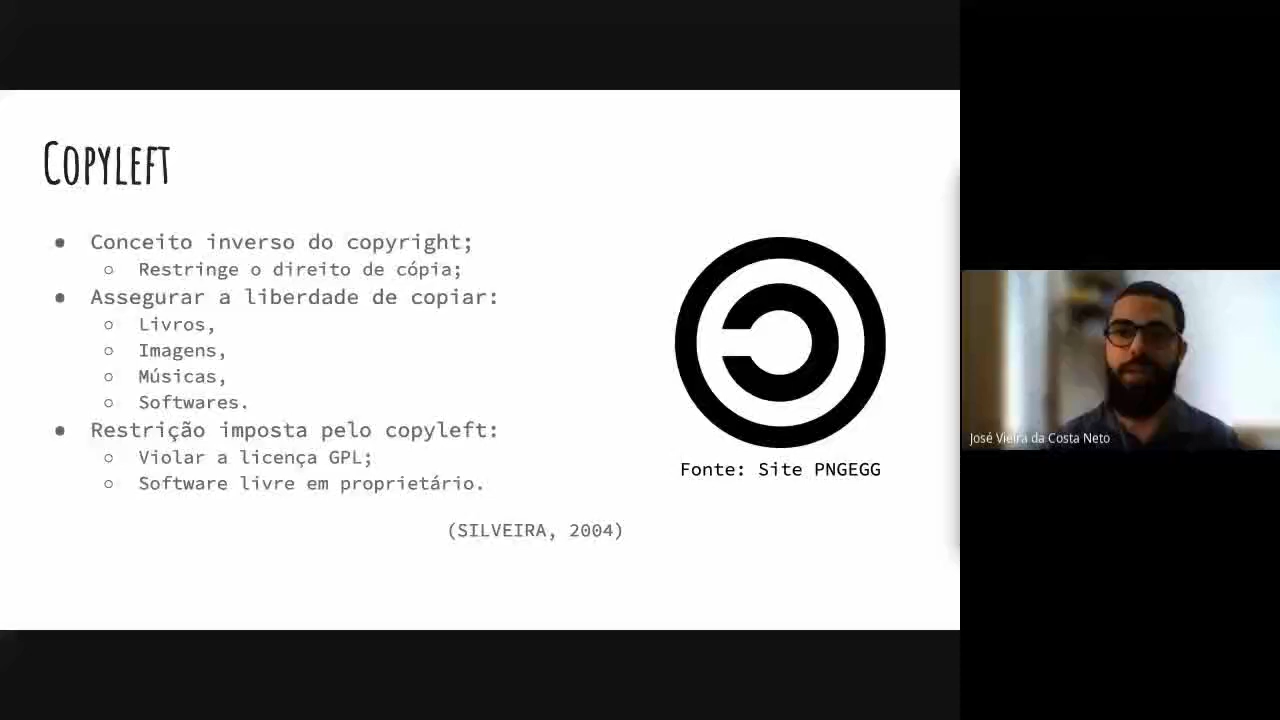 Copyleft
● Conceito inverso do copyright;
○ Restringe o direito de cópia;
● Assegurar a liberdade de copiar:
○ Livros,
○ Imagens,
○ Músicas,
○ Softwares.
● Restrição imposta pelo copyleft:
○ Violar a licença GPL;
○ Software livre em proprietário.
(SILVEIRA, 2004)
Fonte: Site PNGEGG
José Vieira da Costa Neto